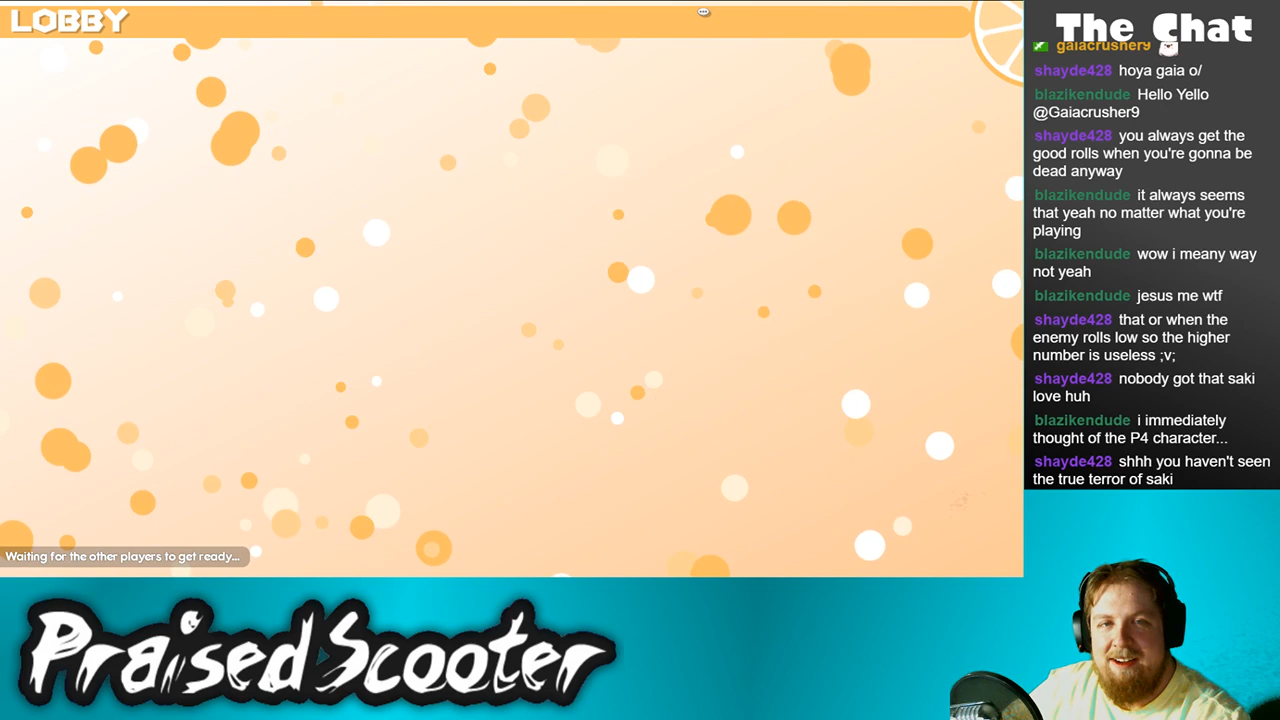 LOBBY
The Chat
gaiacrusher9
shayde428 hoya gaia o/
blazikendude Hello Yello
@Gaiacrusher9
shayde428 you always get the
good rolls when you're gonna be
dead anyway
blazikendude it always seems
that yeah no matter what you're
playing
blazikendude wow i meany way
not yeah
blazikendude jesus me wtf
shayde428 that or when the
enemy rolls low so the higher
number is useless ;v;
shayde428 nobody got that saki
love huh
blazikendude i immediately
thought of the P4 character...
shayde428 shhh you haven't seen
the true terror of saki
Waiting for the other players to get ready...
PraisedScooter